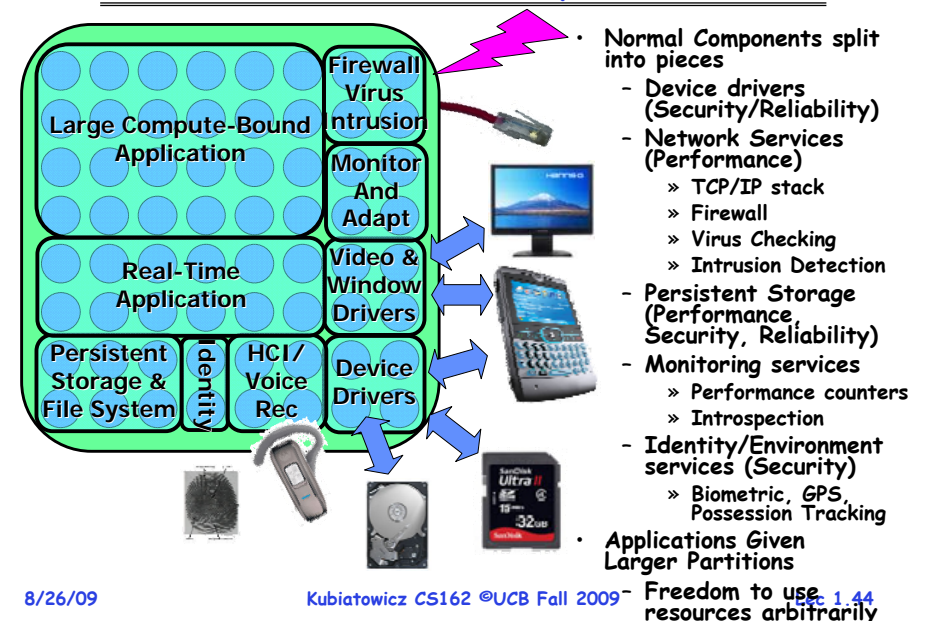 Large Compute-Bound
Application
Firewall
Virus
Intrusion
Monitor
And
Adapt
Real-Time
Application
Video &
Window
Drivers
Persistent
Storage &
File System
Identity
HCI/
Voice
Rec
Device
Drivers
HANNS-G
SanDisk
Ultra II
32GB
SanDisk
• Normal Components split
into pieces
– Device drivers
(Security/Reliability)
– Network Services
(Performance)
» TCP/IP stack
» Firewall
» Virus Checking
» Intrusion Detection
– Persistent Storage
(Performance,
Security, Reliability)
– Monitoring services
» Performance counters
» Introspection
– Identity/Environment
services (Security)
» Biometric, GPS,
Possession Tracking
• Applications Given
Larger Partitions
– Freedom to use
resources arbitrarily
8/26/09
Kubiatowicz CS162 ©UCB Fall 2009
Lec 1.44